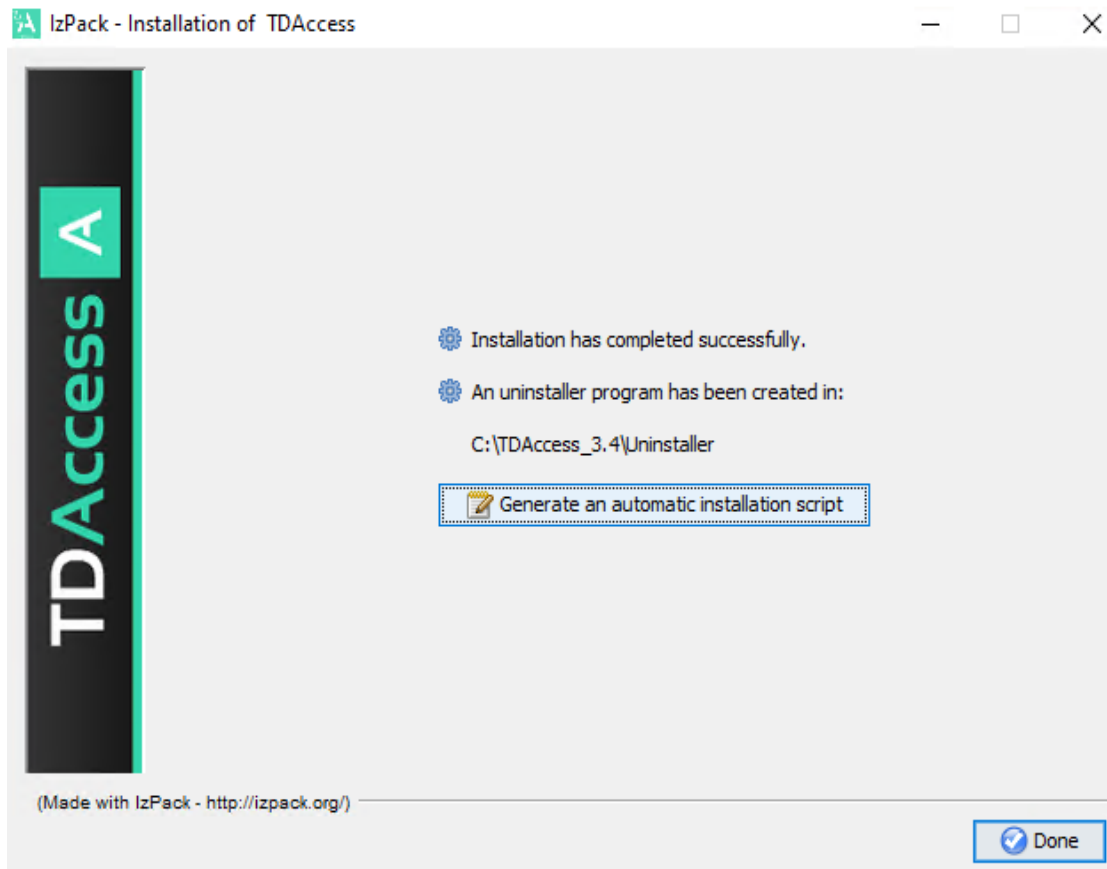 IzPack - Installation of  TDAccess
TDAccess A
Installation has completed successfully.
An uninstaller program has been created in:
C:\TDAccess_3.4\Uninstaller
Generate an automatic installation script
(Made with IzPack - http://izpack.org/)
Done